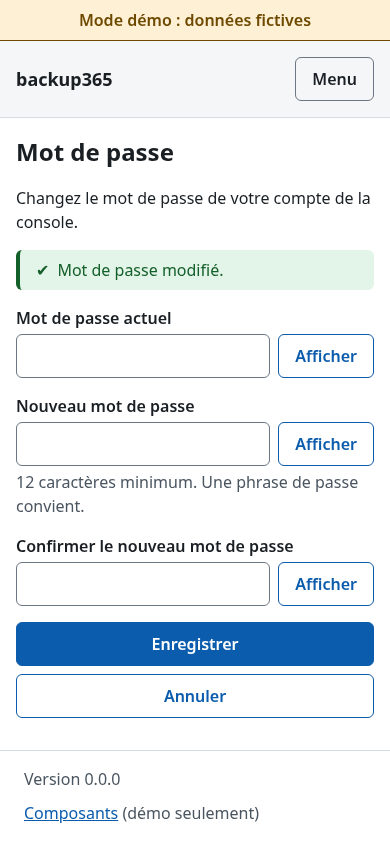 Mode démo : données fictives
backup365
Menu
Mot de passe
Changez le mot de passe de votre compte de la
console.
✔ Mot de passe modifié.
Mot de passe actuel
Afficher
Nouveau mot de passe
Afficher
12 caractères minimum. Une phrase de passe
convient.
Confirmer le nouveau mot de passe
Afficher
Enregistrer
Annuler
Version 0.0.0
Composants (démo seulement)